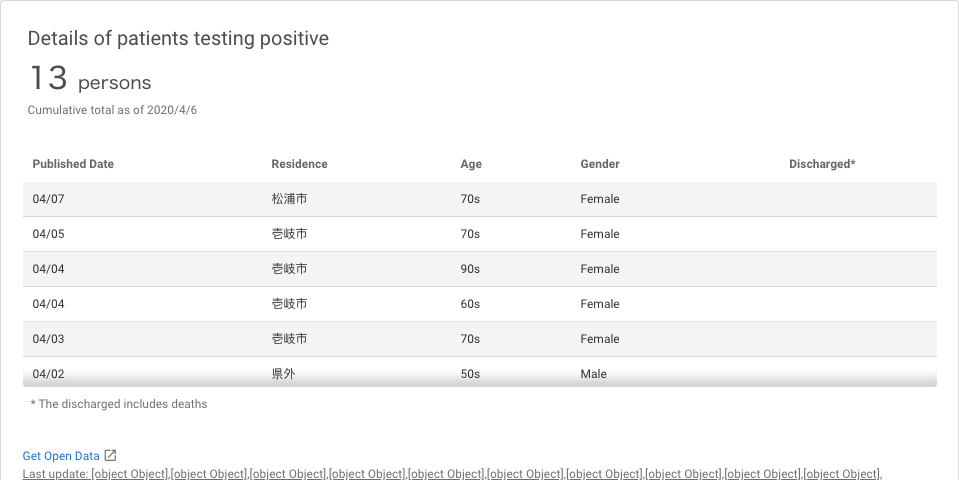 Details of patients testing positive
13 persons
Cumulative total as of 2020/4/6
Published Date Residence Age Gender Discharged*
04/07 松浦市 70s Female
04/05 壱岐市 70s Female
04/04 壱岐市 90s Female
04/04 壱岐市 60s Female
04/03 壱岐市 70s Female
04/02 県外 50s Male
* The discharged includes deaths
Get Open Data
Last update: [object Object],[object Object],[object Object],[object Object],[object Object],[object Object],[object Object],[object Object],[object Object],[object Object],